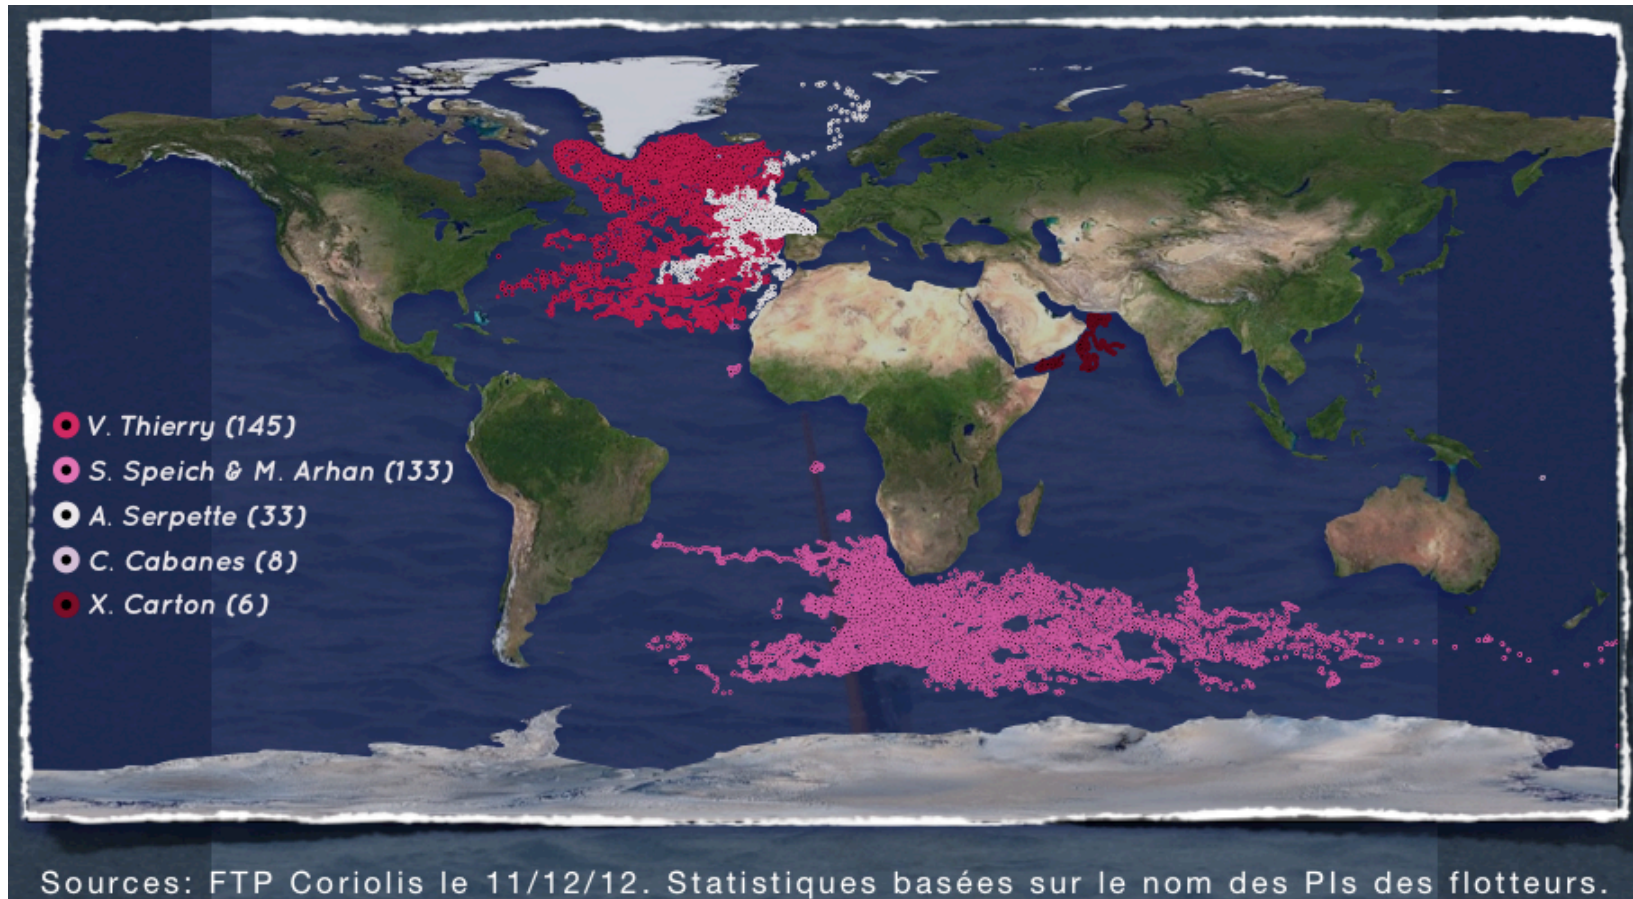 V. Thierry (145)
S. Speich & M. Arhan (133)
A. Serpette (33)
C. Cabanes (8)
X. Carton (6)
Sources: FTP Coriolis le 11/12/12. Statistiques basées sur le nom des PIs des flotteurs.